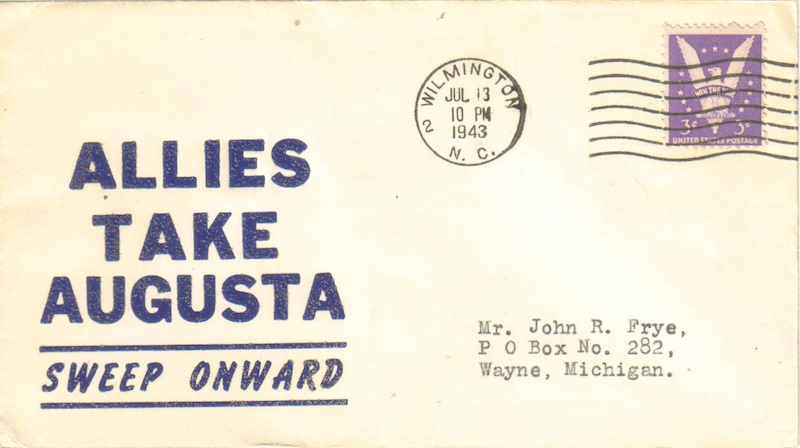 WILMINGTON
JUL 13
10 PM
1943
2
N. C.
WIN THE WAR
3¢ 3¢
UNITED STATES POSTAGE
ALLIES
TAKE
AUGUSTA
SWEEP ONWARD
Mr. John R. Frye,
P O Box No. 282,
Wayne, Michigan.